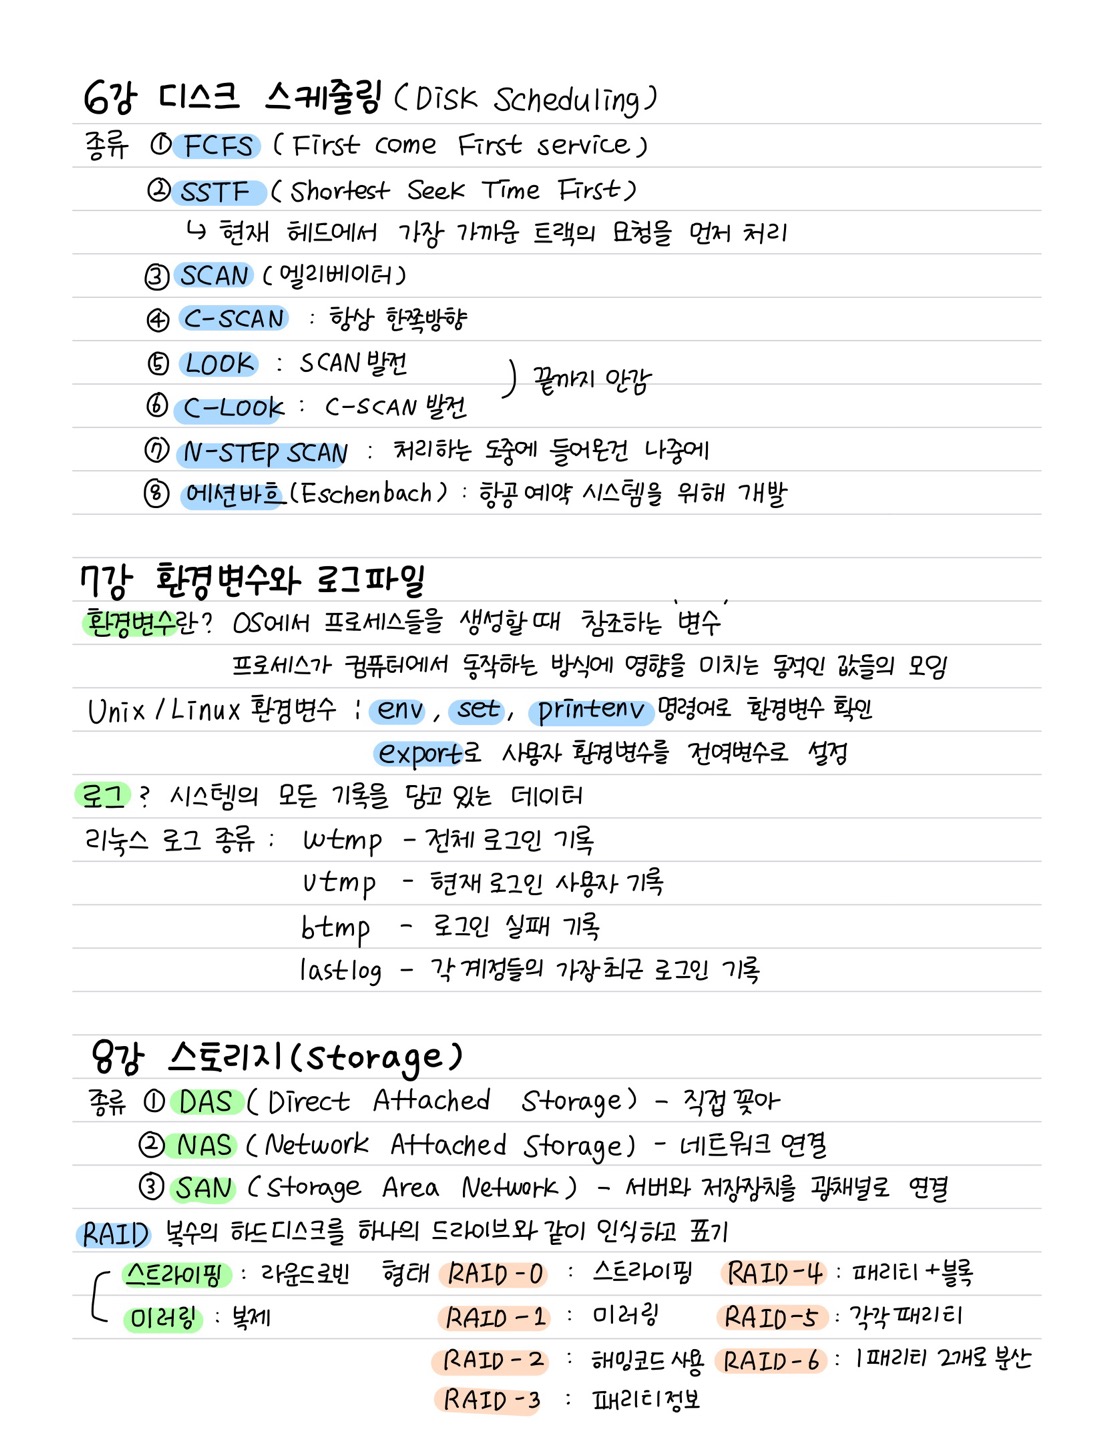 6강 디스크 스케줄링 (Disk Scheduling)
종류 ① FCFS (First come First service)
② SSTF (Shortest Seek Time First)
↳ 현재 헤드에서 가장 가까운 트랙의 요청을 먼저 처리
③ SCAN (엘리베이터)
④ C-SCAN : 항상 한쪽방향
⑤ LOOK : SCAN 발전
) 끝까지 안감
⑥ C-LOOK : C-SCAN 발전
⑦ N-STEP SCAN : 처리하는 도중에 들어온건 나중에
⑧ 에션바흐(Eschenbach) : 항공 예약 시스템을 위해 개발
7강 환경변수와 로그파일
환경변수란? OS에서 프로세스들을 생성할 때 참조하는 '변수'
프로세스가 컴퓨터에서 동작하는 방식에 영향을 미치는 동적인 값들의 모임
Unix / Linux 환경변수 : env, set, printenv 명령어로 환경변수 확인
export로 사용자 환경변수를 전역변수로 설정
로그 ? 시스템의 모든 기록을 담고 있는 데이터
리눅스 로그 종류 : wtmp - 전체 로그인 기록
utmp - 현재 로그인 사용자 기록
btmp - 로그인 실패 기록
lastlog - 각 계정들의 가장 최근 로그인 기록
8강 스토리지(Storage)
종류 ① DAS (Direct Attached Storage) - 직접 꽂아
② NAS (Network Attached Storage) - 네트워크 연결
③ SAN (Storage Area Network) - 서버와 저장장치를 광채널로 연결
RAID 복수의 하드디스크를 하나의 드라이브와 같이 인식하고 표기
스트라이핑 : 라운드로빈 형태 RAID-0 : 스트라이핑 RAID-4 : 패리티+블록
미러링 : 복제 RAID-1 : 미러링 RAID-5 : 각각 패리티
RAID-2 : 해밍코드 사용 RAID-6 : 1패리티 2개로 분산
RAID-3 : 패리티정보